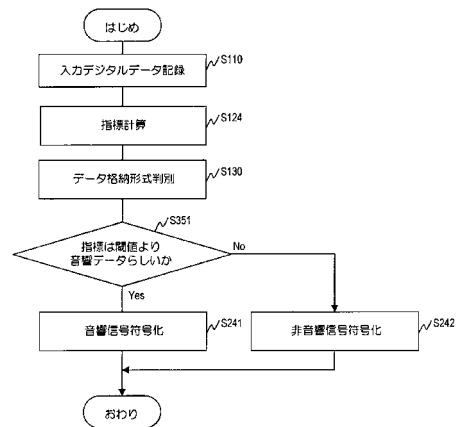 はじめ
入力デジタルデータ記録
S110
指標計算
S124
データ格納形式判別
S130
S351
指標は閾値より
音響データらしいか
No
Yes
音響信号符号化
S241
非音響信号符号化
S242
おわり